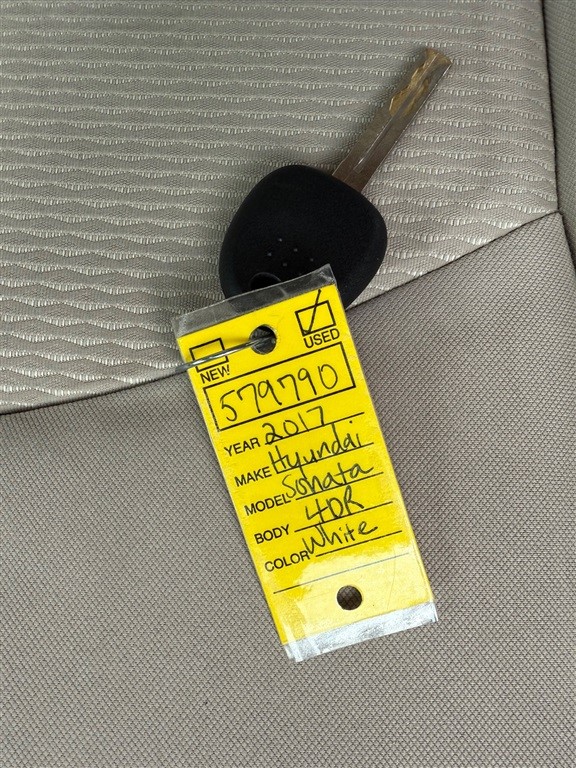 NEW USED
579790
YEAR 2017
MAKE Hyundai
MODEL Sonata
BODY 4DR
COLOR White